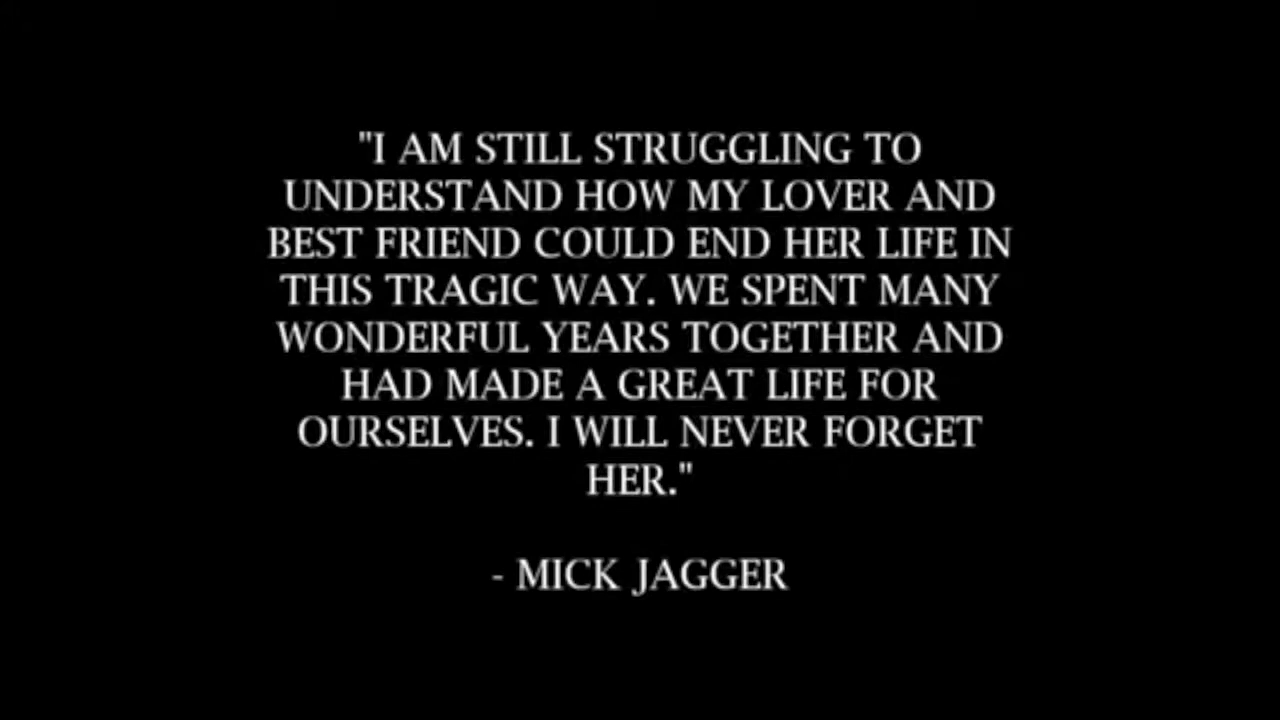 "I AM STILL STRUGGLING TO
UNDERSTAND HOW MY LOVER AND
BEST FRIEND COULD END HER LIFE IN
THIS TRAGIC WAY. WE SPENT MANY
WONDERFUL YEARS TOGETHER AND
HAD MADE A GREAT LIFE FOR
OURSELVES. I WILL NEVER FORGET
HER."
- MICK JAGGER